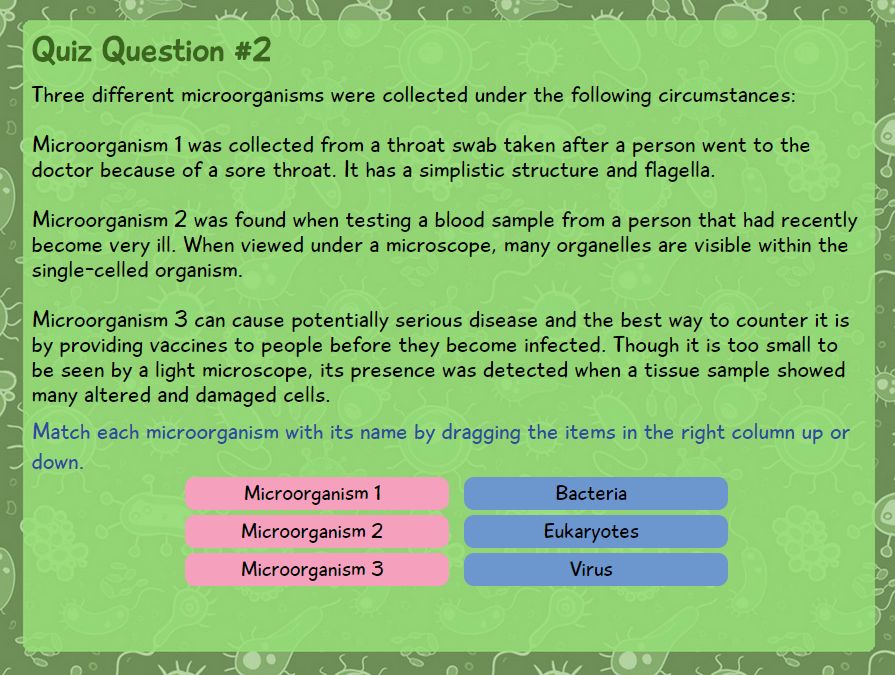 Quiz Question #2
Three different microorganisms were collected under the following circumstances:
Microorganism 1 was collected from a throat swab taken after a person went to the
doctor because of a sore throat. It has a simplistic structure and flagella.
Microorganism 2 was found when testing a blood sample from a person that had recently
become very ill. When viewed under a microscope, many organelles are visible within the
single-celled organism.
Microorganism 3 can cause potentially serious disease and the best way to counter it is
by providing vaccines to people before they become infected. Though it is too small to
be seen by a light microscope, its presence was detected when a tissue sample showed
many altered and damaged cells.
Match each microorganism with its name by dragging the items in the right column up or
down.
Microorganism 1 Bacteria
Microorganism 2 Eukaryotes
Microorganism 3 Virus